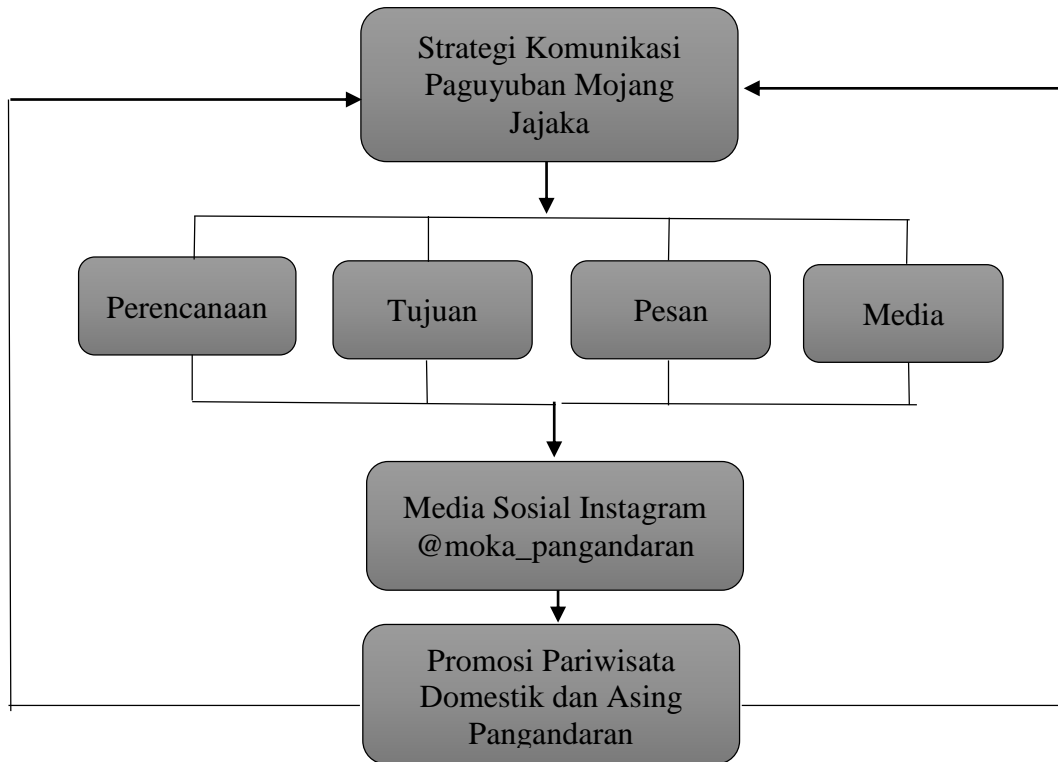 Strategi Komunikasi
Paguyuban Mojang
Jajaka
Perencanaan
Tujuan
Pesan
Media
Media Sosial Instagram
@moka_pangandaran
Promosi Pariwisata
Domestik dan Asing
Pangandaran